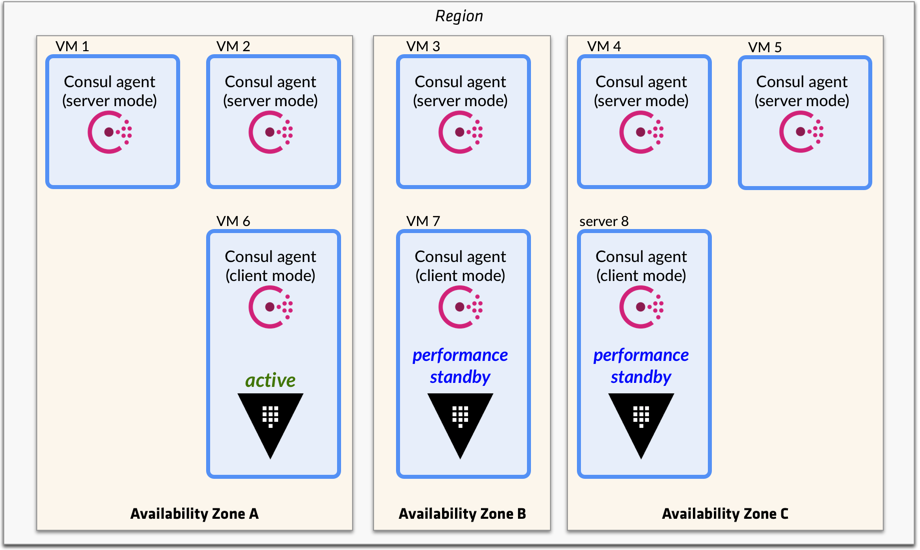 Region
VM 1
VM 2
VM 3
VM 4
VM 5
Consul agent
(server mode)
Consul agent
(server mode)
Consul agent
(server mode)
Consul agent
(server mode)
Consul agent
(server mode)
VM 6
VM 7
server 8
Consul agent
(client mode)
active
Consul agent
(client mode)
performance
standby
Consul agent
(client mode)
performance
standby
Availability Zone A
Availability Zone B
Availability Zone C